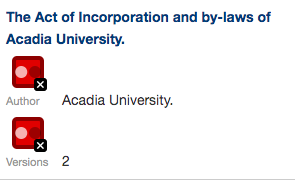 The Act of Incorporation and by-laws of
Acadia University.
Author Acadia University.
Versions 2